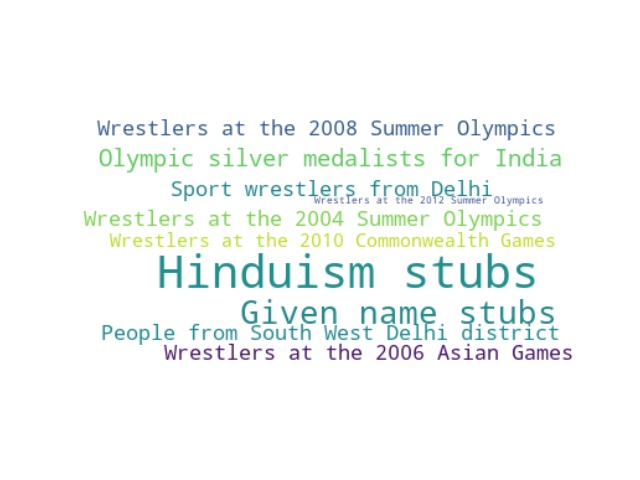 Wrestlers at the 2008 Summer Olympics
Olympic silver medalists for India
Sport wrestlers from Delhi
Wrestlers at the 2012 Summer Olympics
Wrestlers at the 2004 Summer Olympics
Wrestlers at the 2010 Commonwealth Games
Hinduism stubs
Given name stubs
People from South West Delhi district
Wrestlers at the 2006 Asian Games